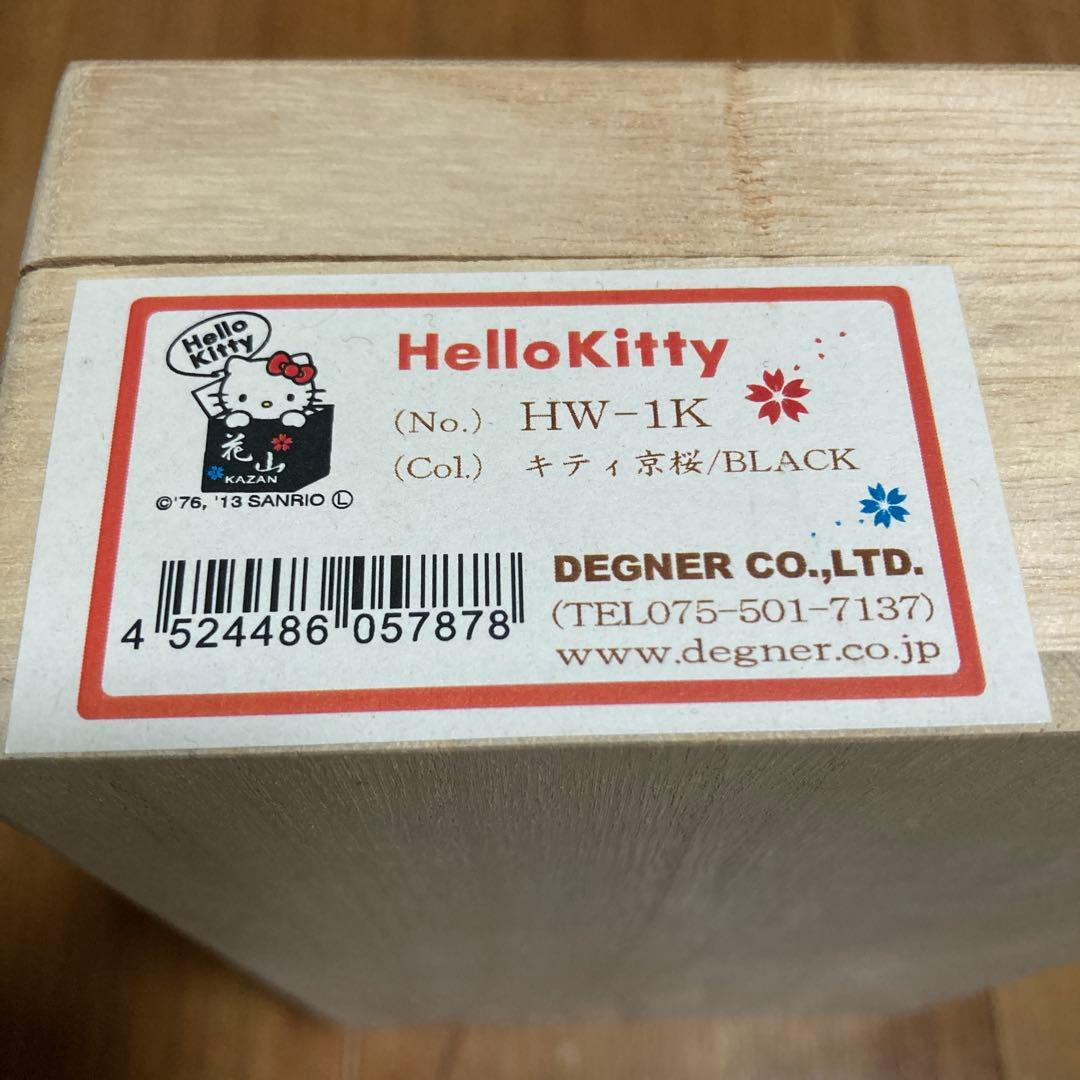 Hello
Kitty
花山
KAZAN
©'76, '13 SANRIO Ⓛ
HelloKitty
(No.) HW-1K
(Col.) キティ京桜/BLACK
4 524486 057878
DEGNER CO.,LTD.
(TEL075-501-7137)
www.degner.co.jp